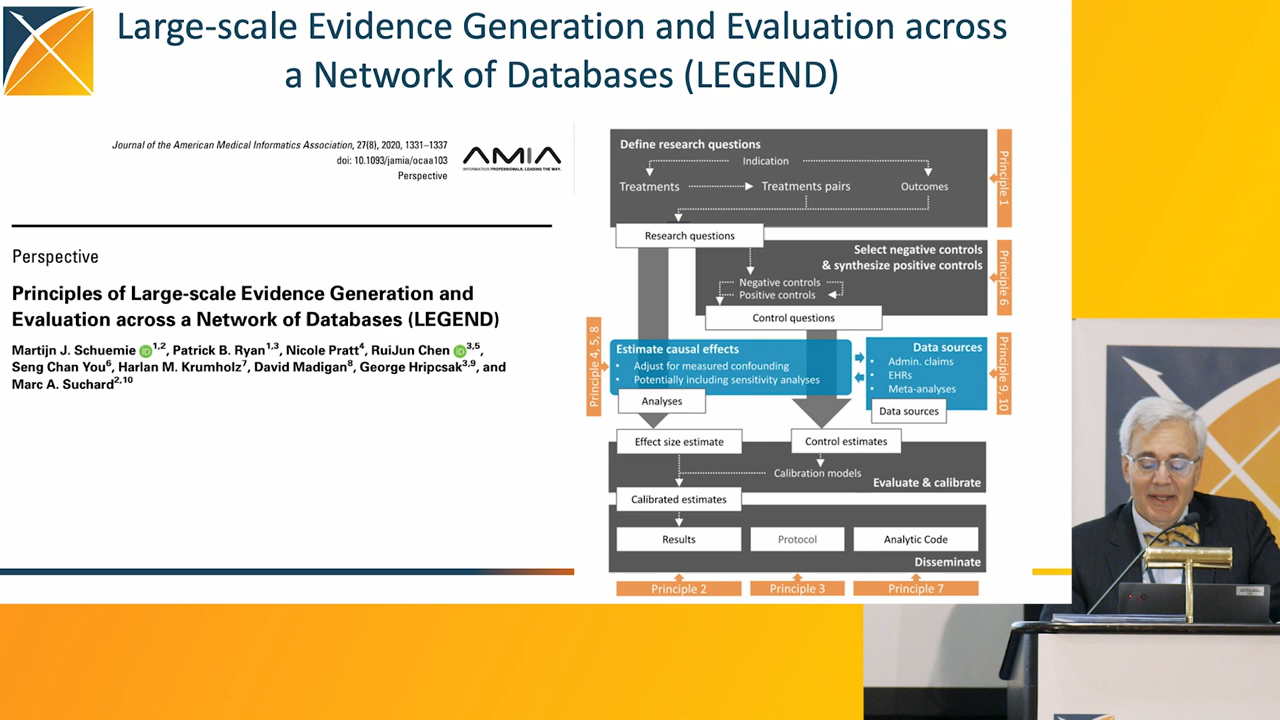 Large-scale Evidence Generation and Evaluation across
a Network of Databases (LEGEND)
Journal of the American Medical Informatics Association, 27(8), 2020, 1331–1337
doi: 10.1093/jamia/ocaa103
Perspective
AMIA
INFORMATICS PROFESSIONALS. LEADING THE WAY.
Perspective
Principles of Large-scale Evidence Generation and
Evaluation across a Network of Databases (LEGEND)
Martijn J. Schuemie iD 1,2, Patrick B. Ryan1,3, Nicole Pratt4, RuiJun Chen iD 3,5,
Seng Chan You6, Harlan M. Krumholz7, David Madigan8, George Hripcsak3,9, and
Marc A. Suchard2,10
Define research questions
Indication
Treatments
Treatments pairs
Outcomes
Principle 1
Research questions
Select negative controls
& synthesize positive controls
Negative controls
Positive controls
Principle 6
Control questions
Principle 4, 5, 8
Estimate causal effects
• Adjust for measured confounding
• Potentially including sensitivity analyses
Analyses
Data sources
• Admin. claims
• EHRs
• Meta-analyses
Data sources
Principle 9, 10
Effect size estimate
Control estimates
Calibration models
Evaluate & calibrate
Calibrated estimates
Results
Protocol
Analytic Code
Disseminate
Principle 2
Principle 3
Principle 7